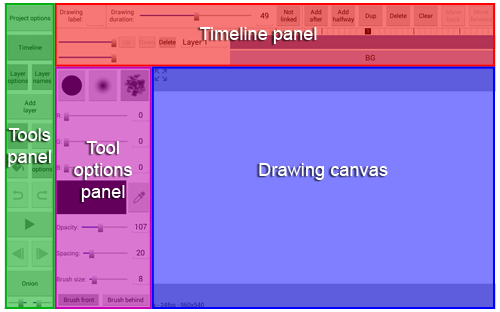 Project options
Drawing label:
Drawing duration:
49
Not linked
Add after
Add halfway
Dup
Delete
Clear
Timeline panel
Timeline
Delete
Layer 1
BG
Layer options
Layer names
Add layer
Tools panel
options
R
0
0
B
0
Tool options panel
Drawing canvas
Opacity:
107
Spacing:
20
Brush size:
8
Onion
Brush front
Brush behind
960x540